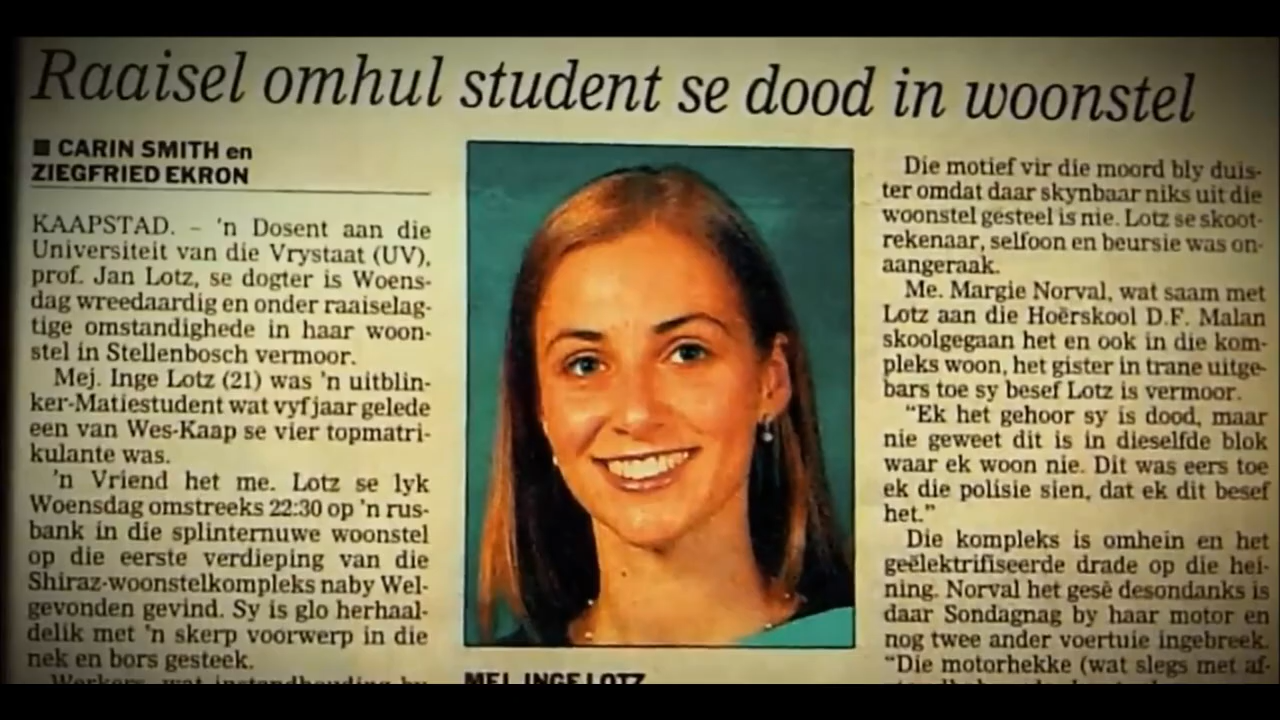 Raaisel omhul student se dood in woonstel
■ CARIN SMITH en
ZIEGFRIED EKRON
KAAPSTAD. – 'n Dosent aan die
Universiteit van die Vrystaat (UV),
prof. Jan Lotz, se dogter is Woens-
dag wreedaardig en onder raaiselag-
tige omstandighede in haar woon-
stel in Stellenbosch vermoor.
Mej. Inge Lotz (21) was 'n uitblin-
ker-Matiestudent wat vyf jaar gelede
een van Wes-Kaap se vier topmatri-
kulante was.
'n Vriend het me. Lotz se lyk
Woensdag omstreeks 22:30 op 'n rus-
bank in die splinternuwe woonstel
op die eerste verdieping van die
Shiraz-woonstelkompleks naby Wel-
gevonden gevind. Sy is glo herhaal-
delik met 'n skerp voorwerp in die
nek en bors gesteek.
Werkers, wat instandhouding by
MEJ. INGE LOTZ
Die motief vir die moord bly duis-
ter omdat daar skynbaar niks uit die
woonstel gesteel is nie. Lotz se skoot-
rekenaar, selfoon en beursie was on-
aangeraak.
Me. Margie Norval, wat saam met
Lotz aan die Hoërskool D.F. Malan
skoolgegaan het en ook in die kom-
pleks woon, het gister in trane uitge-
bars toe sy besef Lotz is vermoor.
"Ek het gehoor sy is dood, maar
nie geweet dit is in dieselfde blok
waar ek woon nie. Dit was eers toe
ek die polisie sien, dat ek dit besef
het."
Die kompleks is omhein en het
geëlektrifiseerde drade op die hei-
ning. Norval het gesê desondanks is
daar Sondagnag by haar motor en
nog twee ander voertuie ingebreek.
"Die motorhekke (wat slegs met af-